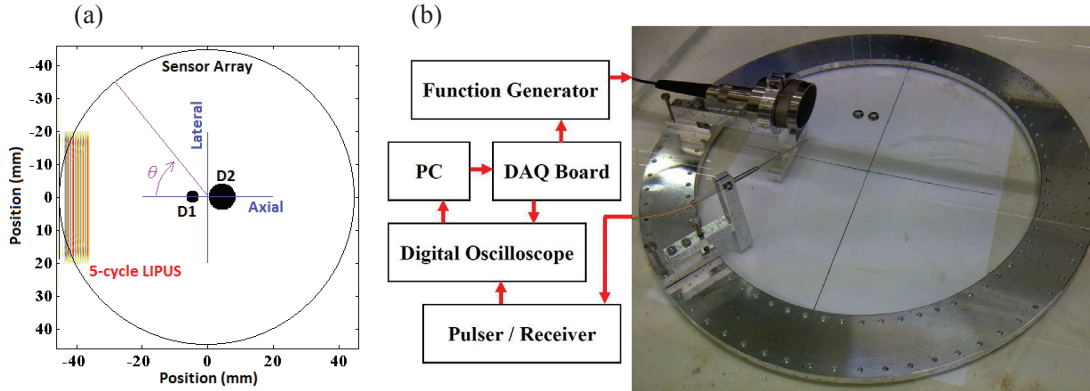 (a)
(b)
Sensor Array
-40
-30
-20
-10
0
10
20
30
40
Position (mm)
Lateral
θ
D2
D1
Axial
5-cycle LIPUS
-40 -20 0 20 40
Position (mm)
Function Generator
PC
DAQ Board
Digital Oscilloscope
Pulser / Receiver